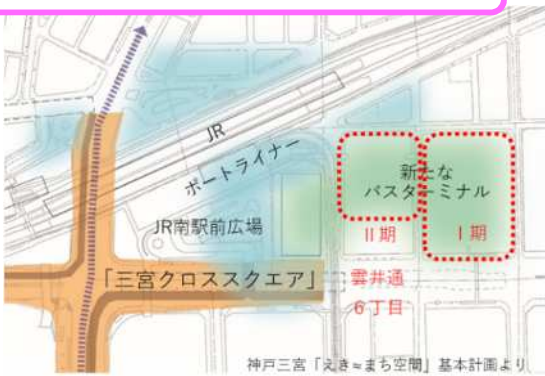 JR
ポートライナー
新たな
バスターミナル
JR南駅前広場
Ⅱ期
Ⅰ期
「三宮クロススクエア」
雲井通
6丁目
神戸三宮「えき≈まち空間」基本計画より